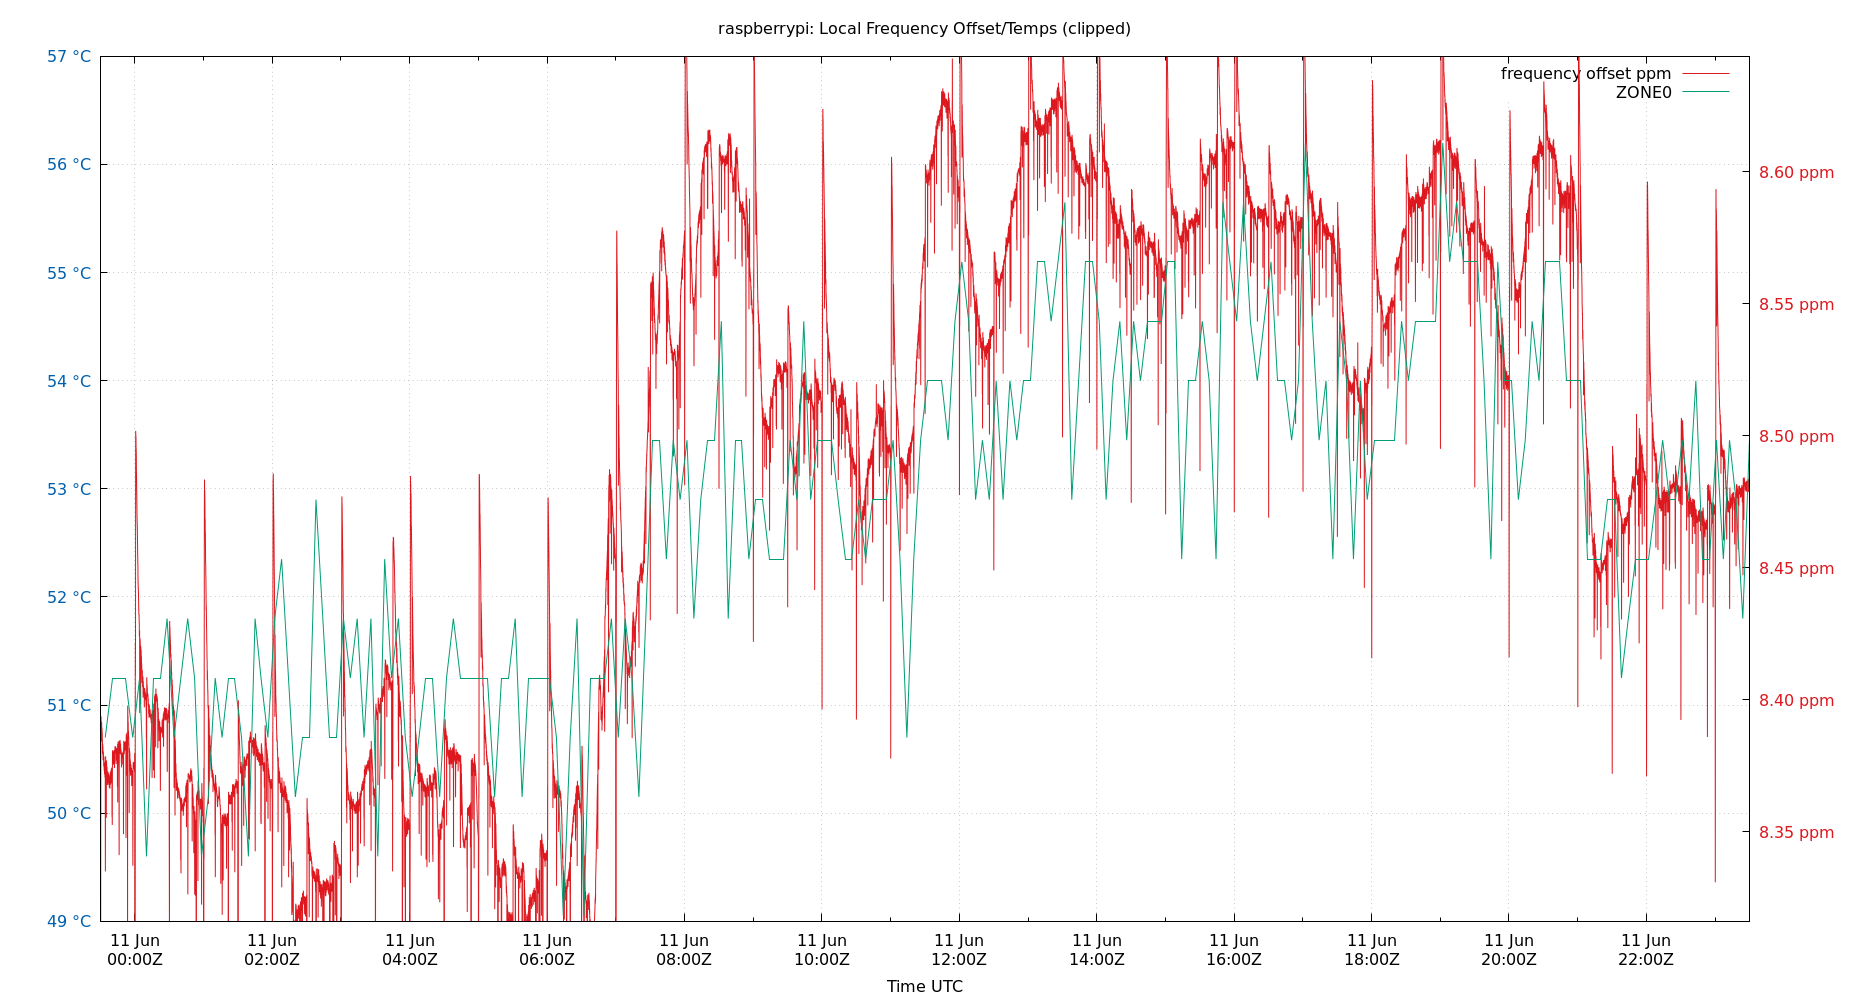 raspberrypi: Local Frequency Offset/Temps (clipped)
frequency offset ppm
ZONE0
57 °C
56 °C
55 °C
54 °C
53 °C
52 °C
51 °C
50 °C
49 °C
8.60 ppm
8.55 ppm
8.50 ppm
8.45 ppm
8.40 ppm
8.35 ppm
11 Jun 11 Jun 11 Jun 11 Jun 11 Jun 11 Jun 11 Jun 11 Jun 11 Jun 11 Jun 11 Jun 11 Jun
00:00Z 02:00Z 04:00Z 06:00Z 08:00Z 10:00Z 12:00Z 14:00Z 16:00Z 18:00Z 20:00Z 22:00Z
Time UTC